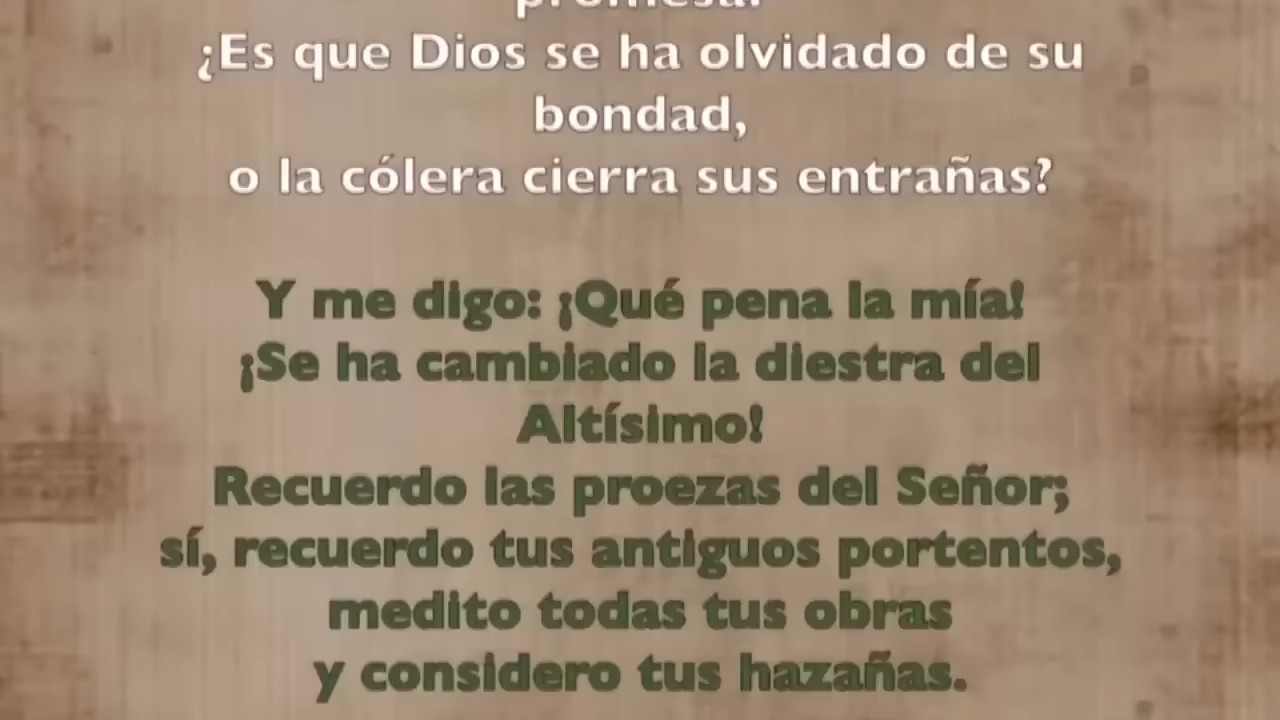 ¿Es que Dios se ha olvidado de su
bondad,
o la cólera cierra sus entrañas?
Y me digo: ¡Qué pena la mía!
¡Se ha cambiado la diestra del
Altísimo!
Recuerdo las proezas del Señor;
sí, recuerdo tus antiguos portentos,
medito todas tus obras
y considero tus hazañas.